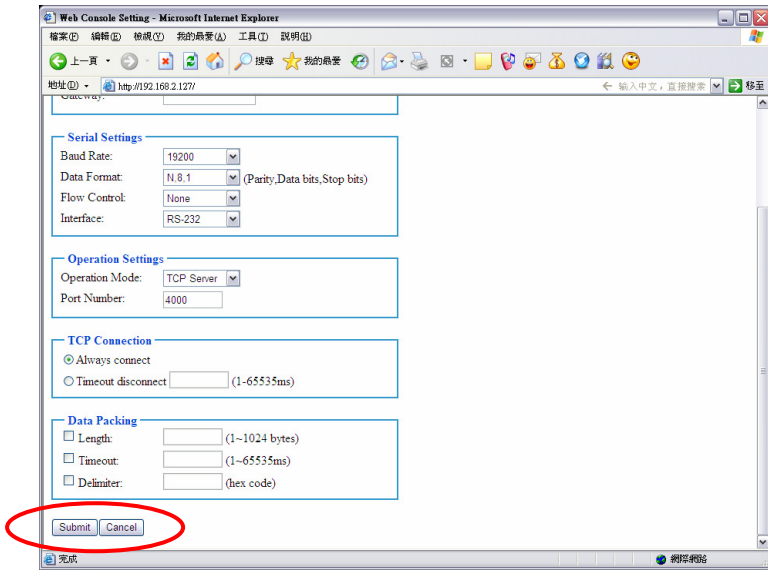 Web Console Setting - Microsoft Internet Explorer
檔案(F) 編輯(E) 檢視(V) 我的最愛(A) 工具(T) 說明(H)
上一頁 搜尋 我的最愛
網址(D) http://192.168.2.127/ ← 输入中文，直接搜索 移至
Gateway:
Serial Settings
Baud Rate: 19200
Data Format: N,8,1 (Parity,Data bits,Stop bits)
Flow Control: None
Interface: RS-232
Operation Settings
Operation Mode: TCP Server
Port Number: 4000
TCP Connection
Always connect
Timeout disconnect (1-65535ms)
Data Packing
Length: (1~1024 bytes)
Timeout: (1~65535ms)
Delimiter: (hex code)
Submit Cancel
完成 網際網路